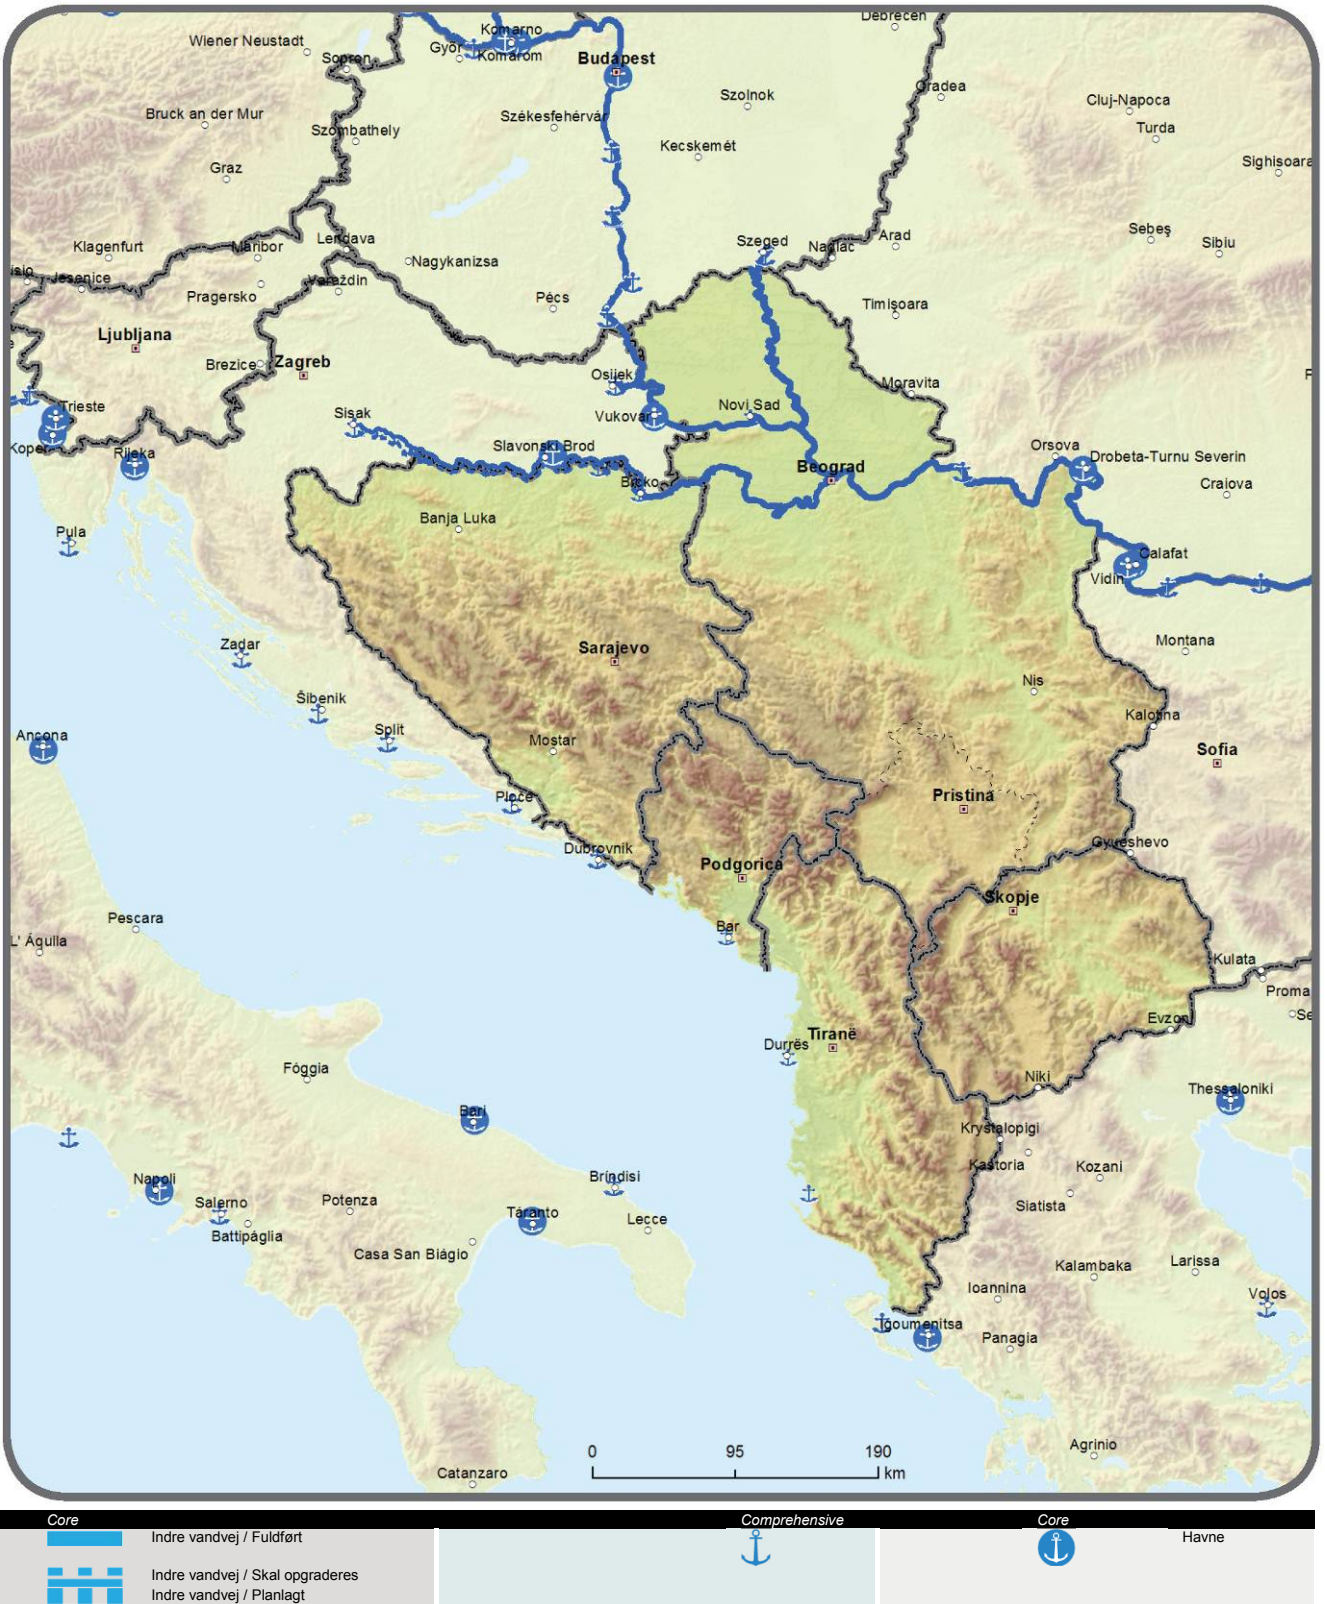 Debrecen
Wiener Neustadt
Sopron
Győr
Komarno
Komárom
Budapest
Oradea
Szolnok
Cluj-Napoca
Bruck an der Mur
Székesfehérvár
Turda
Szombathely
Kecskemét
Sighisoara
Graz
Klagenfurt
Maribor
Lendava
Szeged
Nadlac
Arad
Sebeş
Sibiu
Nagykanizsa
Jesenice
Varaždin
Pragersko
Pécs
Timişoara
Ljubljana
Brezice
Zagreb
Osijek
Moravita
Trieste
Sisak
Vukovar
Novi Sad
Koper
Rijeka
Slavonski Brod
Beograd
Orsova
Drobeta-Turnu Severin
Brcko
Craiova
Banja Luka
Pula
Calafat
Vidin
Zadar
Sarajevo
Montana
Nis
Šibenik
Kalotina
Split
Mostar
Ancona
Sofia
Ploče
Pristina
Dubrovnik
Gyueshevo
Podgorica
Skopje
Pescara
Bar
L' Áquila
Kulata
Proma
Evzoni
Se
Durrës
Tiranë
Fóggia
Niki
Thessaloniki
Bari
Krystalopigi
Kastoria
Kozani
Napoli
Bríndisi
Salerno
Potenza
Siatista
Battipáglia
Táranto
Lecce
Casa San Biágio
Kalambaka
Larissa
Ioannina
Volos
Igoumenitsa
Panagia
Agrinio
0 95 190
km
Catanzaro
Core Comprehensive Core
Indre vandvej / Fuldført Havne
Indre vandvej / Skal opgraderes
Indre vandvej / Planlagt